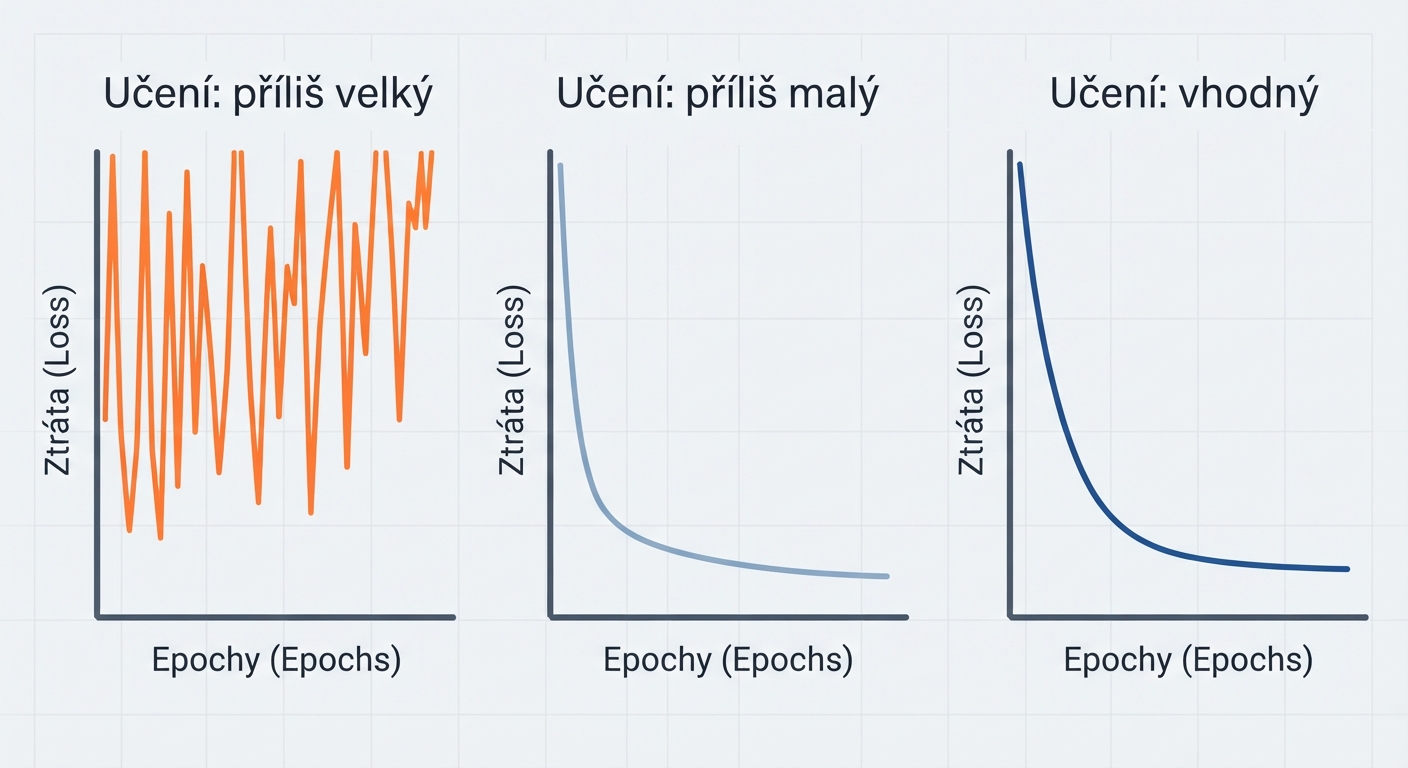 Učení: příliš velký
Ztráta (Loss)
Epochy (Epochs)
Učení: příliš malý
Ztráta (Loss)
Epochy (Epochs)
Učení: vhodný
Ztráta (Loss)
Epochy (Epochs)